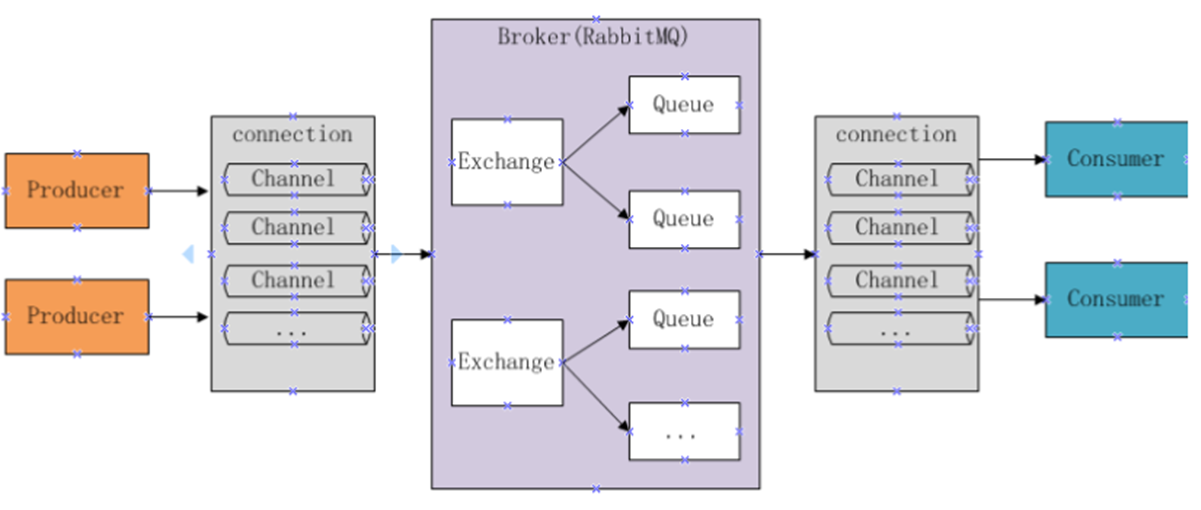 Producer
Producer
connection
Channel
Channel
Channel
...
Broker(RabbitMQ)
Exchange
Queue
Queue
Exchange
Queue
...
connection
Channel
Channel
Channel
...
Consumer
Consumer